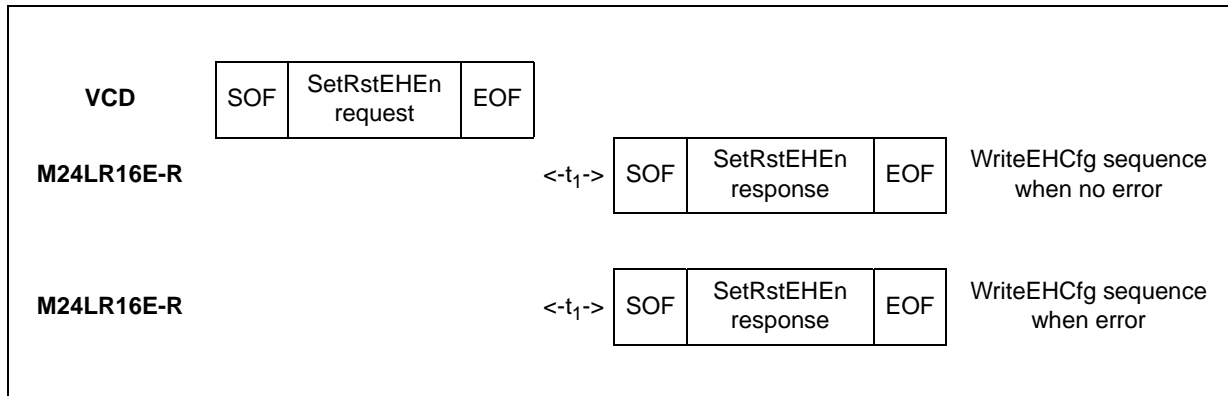 VCD SOF SetRstEHEn request EOF
M24LR16E-R <-t1-> SOF SetRstEHEn response EOF WriteEHCfg sequence when no error
M24LR16E-R <-t1-> SOF SetRstEHEn response EOF WriteEHCfg sequence when error